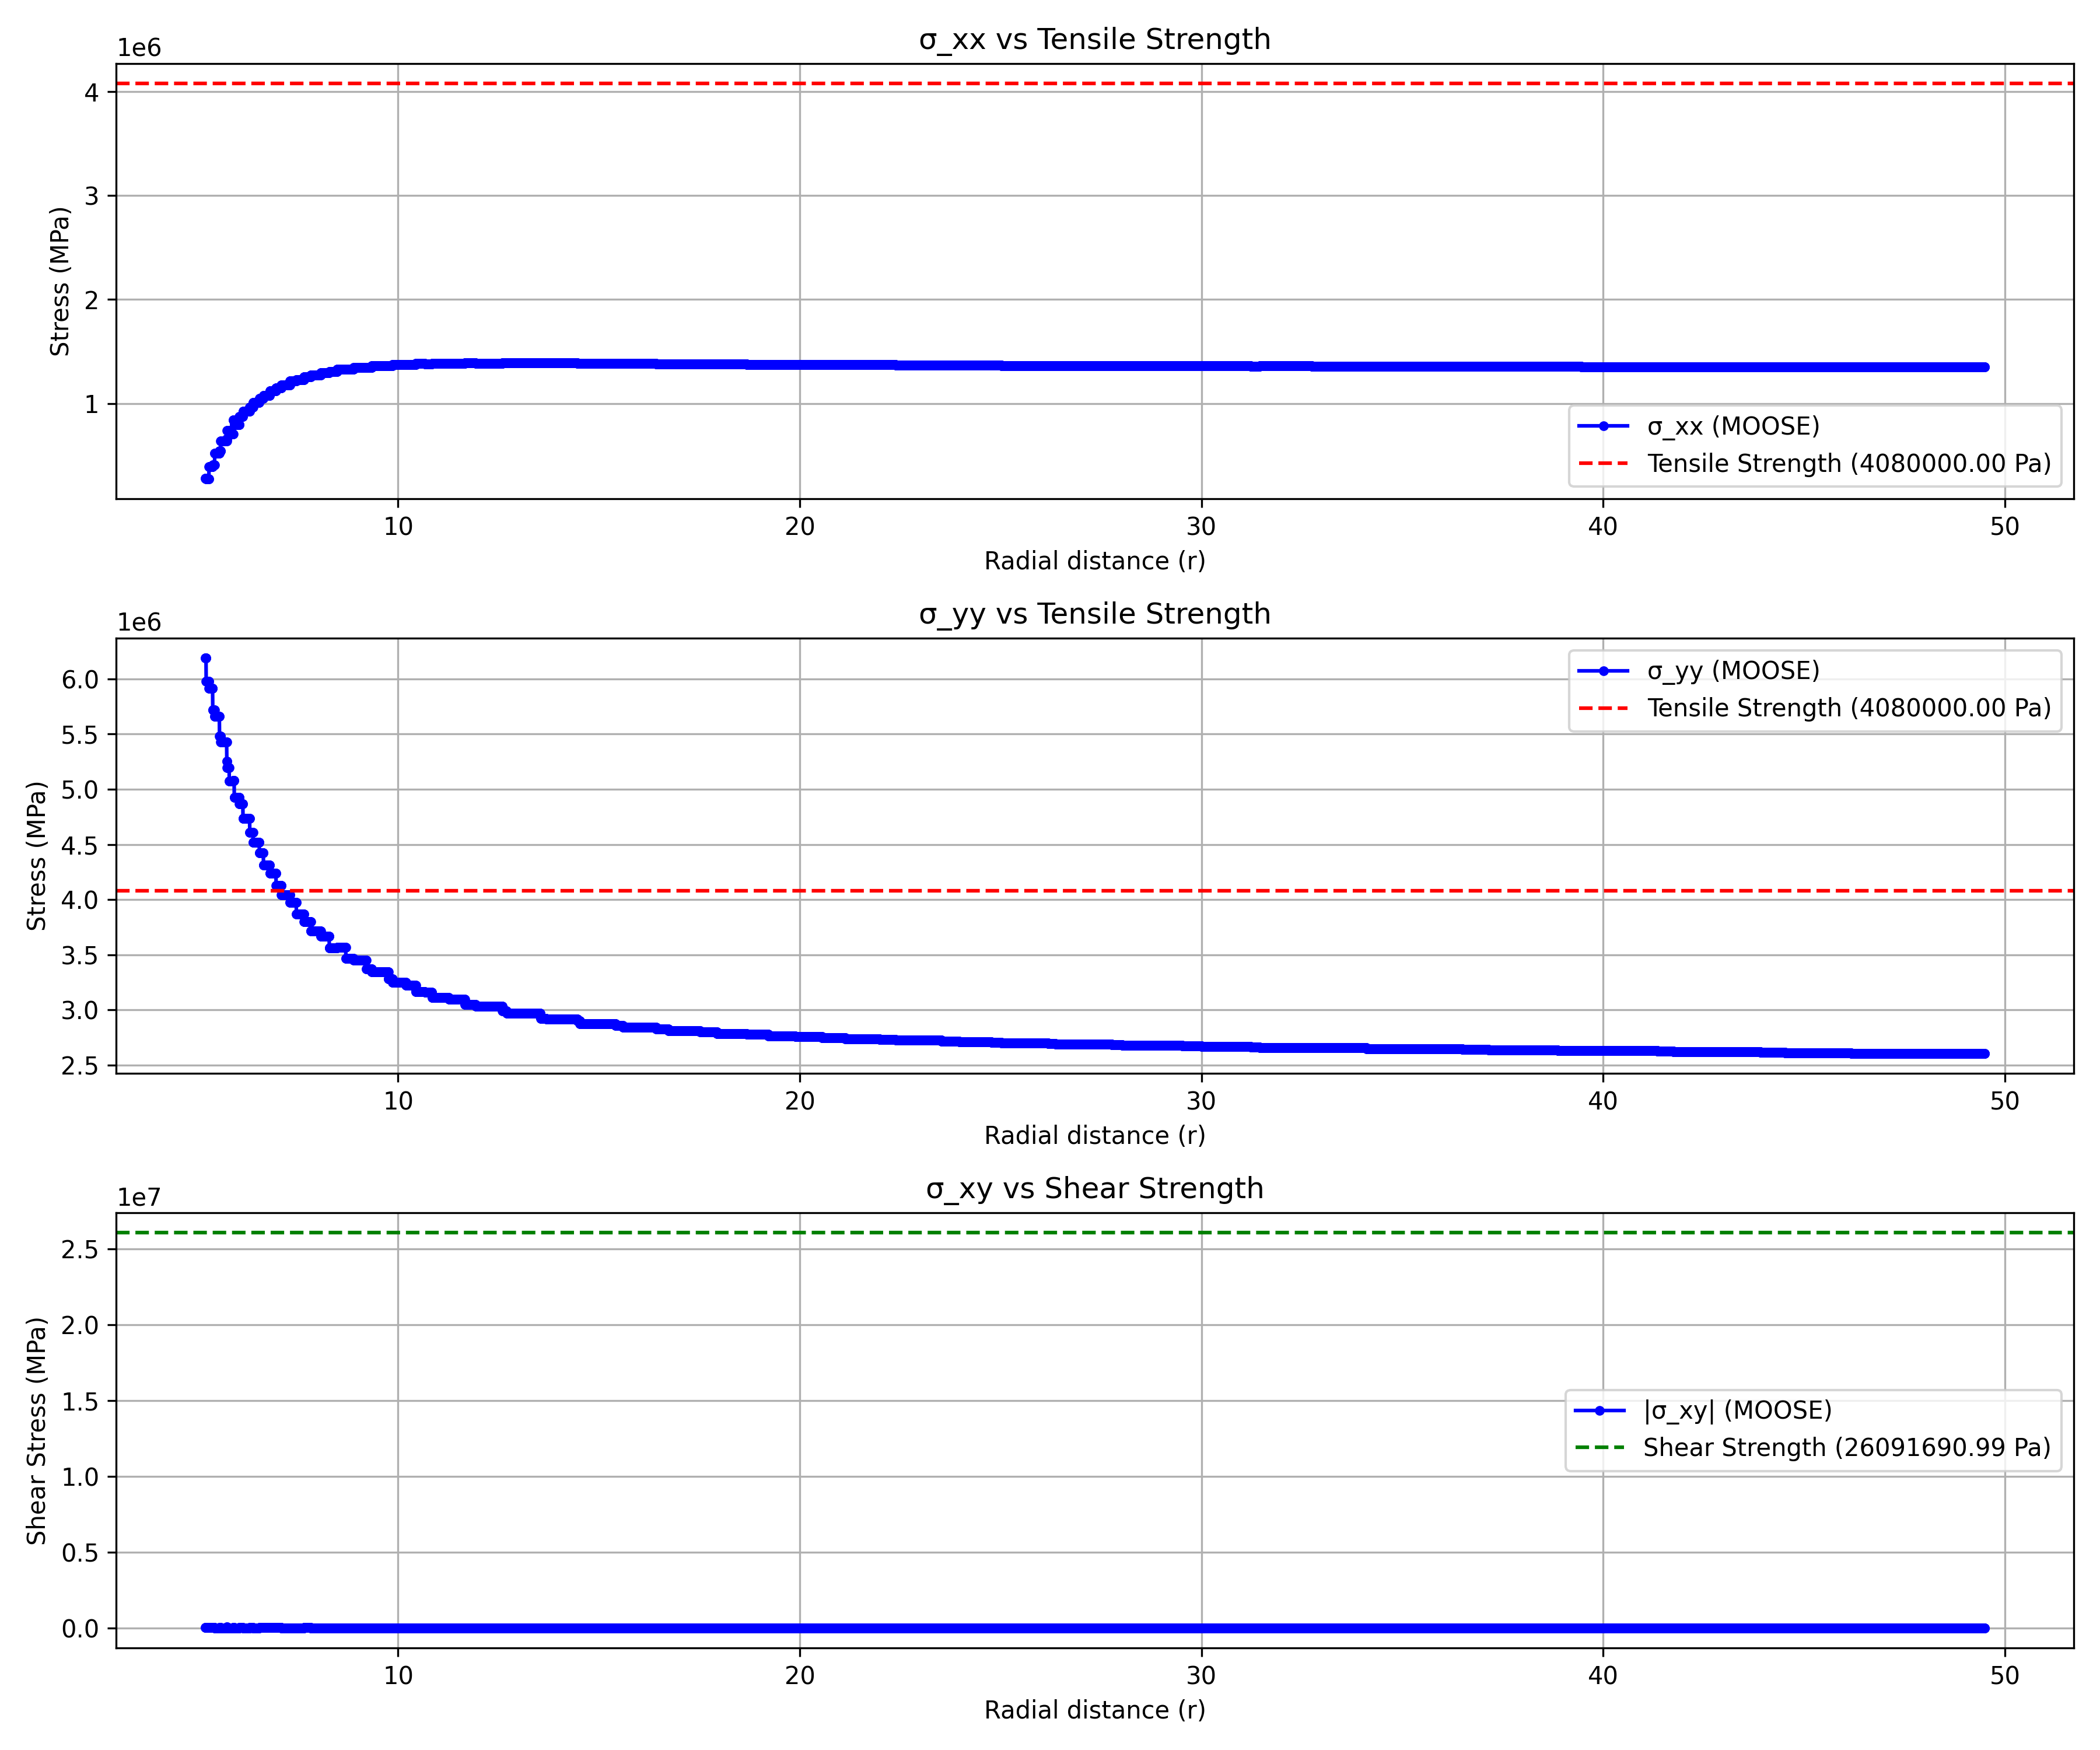 σ_xx vs Tensile Strength
1e6
4
3
2
1
Stress (MPa)
σ_xx (MOOSE)
Tensile Strength (4080000.00 Pa)
10 20 30 40 50
Radial distance (r)
σ_yy vs Tensile Strength
1e6
6.0
5.5
5.0
4.5
4.0
3.5
3.0
2.5
Stress (MPa)
σ_yy (MOOSE)
Tensile Strength (4080000.00 Pa)
10 20 30 40 50
Radial distance (r)
σ_xy vs Shear Strength
1e7
2.5
2.0
1.5
1.0
0.5
0.0
Shear Stress (MPa)
|σ_xy| (MOOSE)
Shear Strength (26091690.99 Pa)
10 20 30 40 50
Radial distance (r)